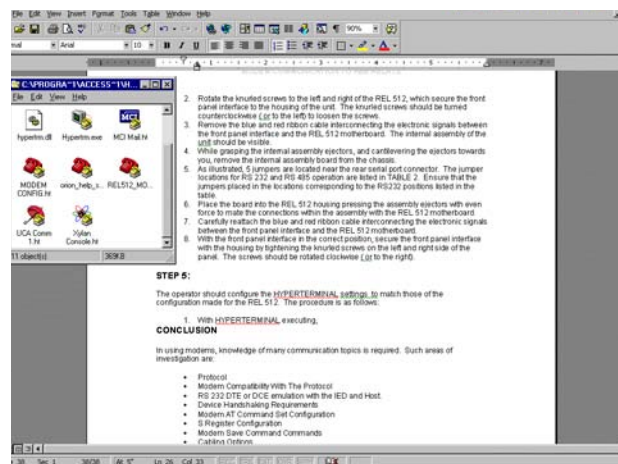 File Edit View Insert Format Tools Table Window Help
Arial 10 B I U 90%
C:\PROGRA~1\ACCESS~1\H...
File Edit View Help
hypertrm.dll Hypertrm.exe MCI Mail.ht
MODEM CONFIG.ht orion_help_s... REL512_MO...
UCA Comm 1.ht Xylan Console.ht
11 object(s) 369KB
2. Rotate the knurled screws to the left and right of the REL 512, which secure the front
panel interface to the housing of the unit. The knurled screws should be turned
counterclockwise ( or to the left) to loosen the screws.
3. Remove the blue and red ribbon cable interconnecting the electronic signals between
the front panel interface and the REL 512 motherboard. The internal assembly of the
unit should be visible.
4. While grasping the internal assembly ejectors, and cantilevering the ejectors towards
you, remove the internal assembly board from the chassis.
5. As illustrated, 5 jumpers are located near the rear serial port connector. The jumper
locations for RS 232 and RS 485 operation are listed in TABLE 2. Ensure that the
jumpers placed in the locations corresponding to the RS232 positions listed in the
table.
6. Place the board into the REL 512 housing pressing the assembly ejectors with even
force to mate the connections within the assembly with the REL 512 motherboard.
7. Carefully reattach the blue and red ribbon cable interconnecting the electronic signals
between the front panel interface and the REL 512 motherboard.
8. With the front panel interface in the correct position, secure the front panel interface
with the housing by tightening the knurled screws on the left and right side of the
panel. The screws should be rotated clockwise ( or to the right).
STEP 5:
The operator should configure the HYPERTERMINAL settings to match those of the
configuration made for the REL 512. The procedure is as follows:
1. With HYPERTERMINAL executing,
CONCLUSION
In using modems, knowledge of many communication topics is required. Such areas of
investigation are:
• Protocol
• Modem Compatibility With The Protocol
• RS 232 DTE or DCE emulation with the IED and Host.
• Device Handshaking Requirements
• Modem AT Command Set Configuration
• S Register Configuration
• Modem Save Command Commands
• Cabling Options
38 Sec 1 38/38 At 5" Ln 26 Col 33